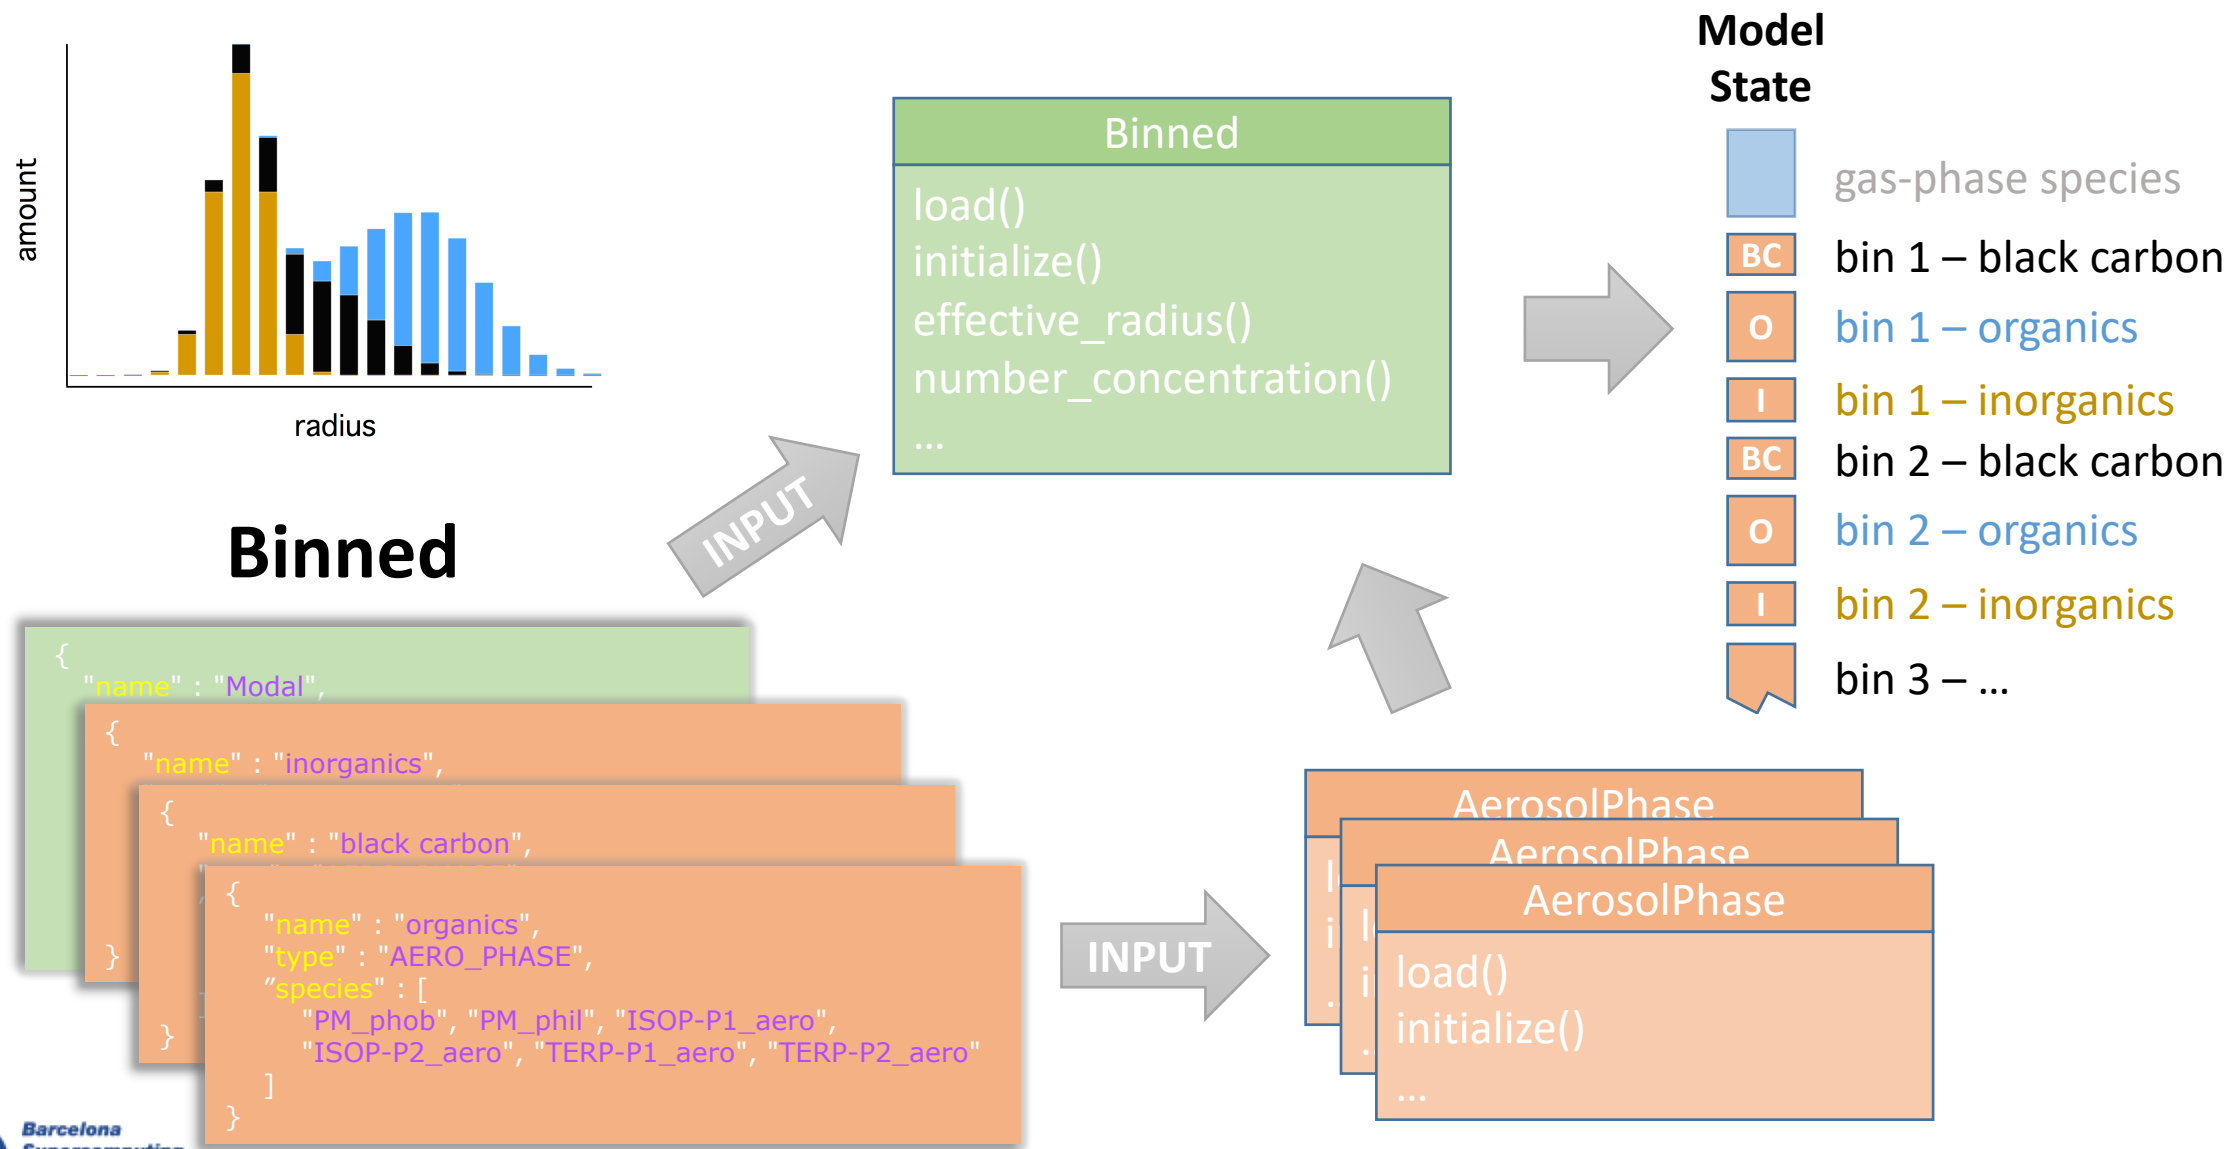 amount
radius
Binned
{
"name" : "Modal",
}
{
"name" : "inorganics",
}
{
"name" : "black carbon",
}
{
"name" : "organics",
"type" : "AERO_PHASE",
"species" : [
"PM_phob", "PM_phil", "ISOP-P1_aero",
"ISOP-P2_aero", "TERP-P1_aero", "TERP-P2_aero"
]
}
Barcelona
INPUT
Binned
load()
initialize()
effective_radius()
number_concentration()
...
INPUT
AerosolPhase
AerosolPhase
AerosolPhase
load()
initialize()
...
Model
State
gas-phase species
BC bin 1 – black carbon
O bin 1 – organics
I bin 1 – inorganics
BC bin 2 – black carbon
O bin 2 – organics
I bin 2 – inorganics
bin 3 – ...